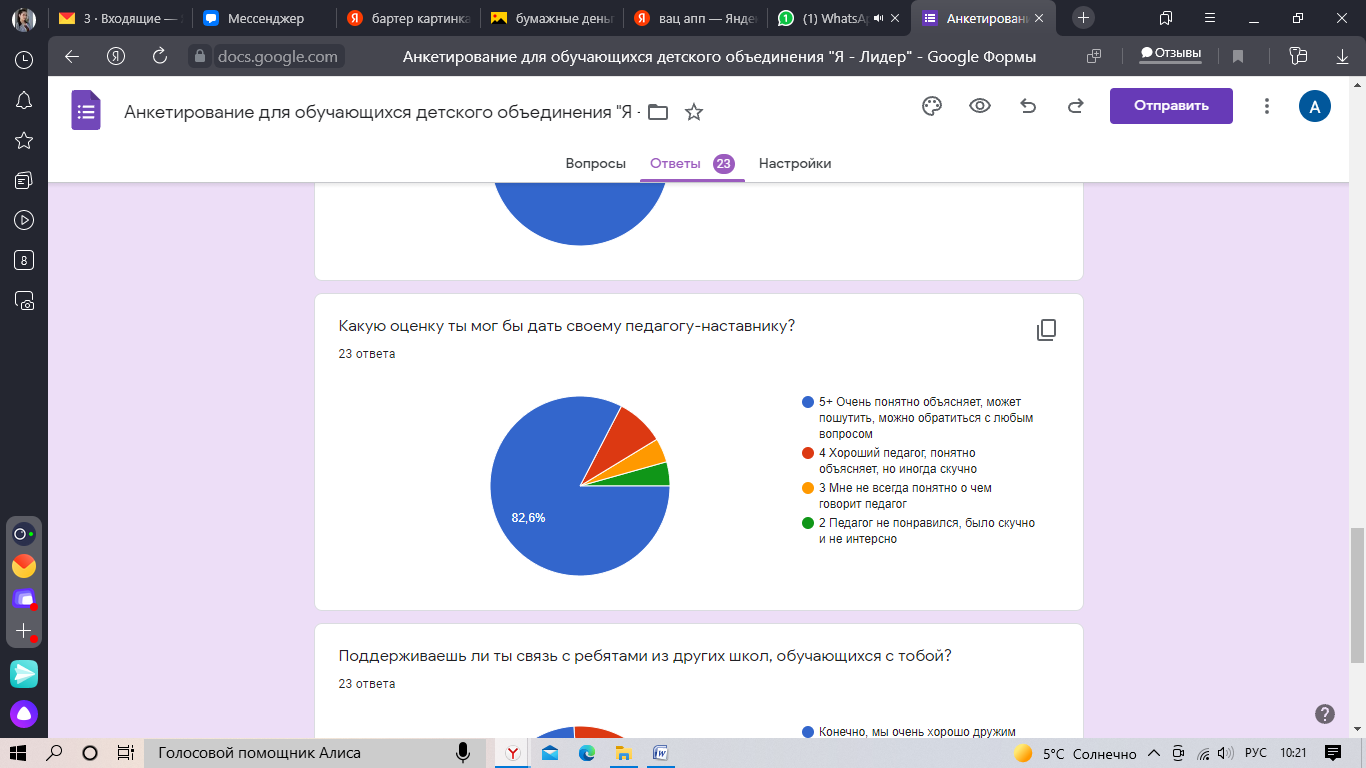 3 · Входящие —
Мессенджер
бартер картинка
бумажные день
вац апп — Янде
(1) WhatsA
Анкетирован
Я
docs.google.com
Анкетирование для обучающихся детского объединения "Я - Лидер" - Google Формы
Отзывы
Анкетирование для обучающихся детского объединения "Я -
Отправить
А
Вопросы
Ответы 23
Настройки
8
Какую оценку ты мог бы дать своему педагогу-наставнику?
23 ответа
82,6%
5+ Очень понятно объясняет, может
пошутить, можно обратиться с любым
вопросом
4 Хороший педагог, понятно
объясняет, но иногда скучно
3 Мне не всегда понятно о чем
говорит педагог
2 Педагог не понравился, было скучно
и не интерсно
Поддерживаешь ли ты связь с ребятами из других школ, обучающихся с тобой?
23 ответа
Конечно, мы очень хорошо дружим
Голосовой помощник Алиса
5°C Солнечно
РУС
10:21